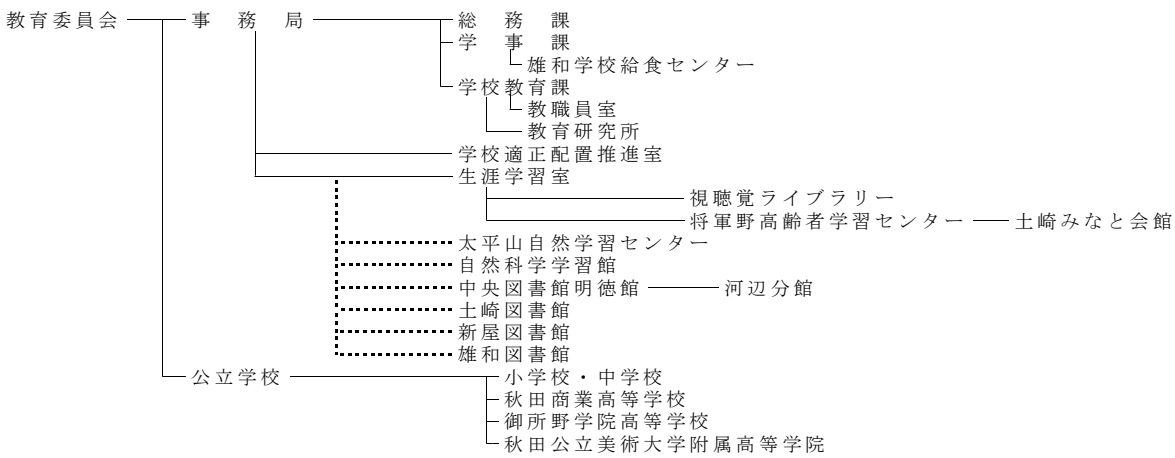 教育委員会 事務局 総務課
学事課
雄和学校給食センター
学校教育課
教職員室
教育研究所
学校適正配置推進室
生涯学習室
視聴覚ライブラリー
将軍野高齢者学習センター 土崎みなと会館
太平山自然学習センター
自然科学学習館
中央図書館明徳館 河辺分館
土崎図書館
新屋図書館
雄和図書館
公立学校 小学校・中学校
秋田商業高等学校
御所野学院高等学校
秋田公立美術大学附属高等学院